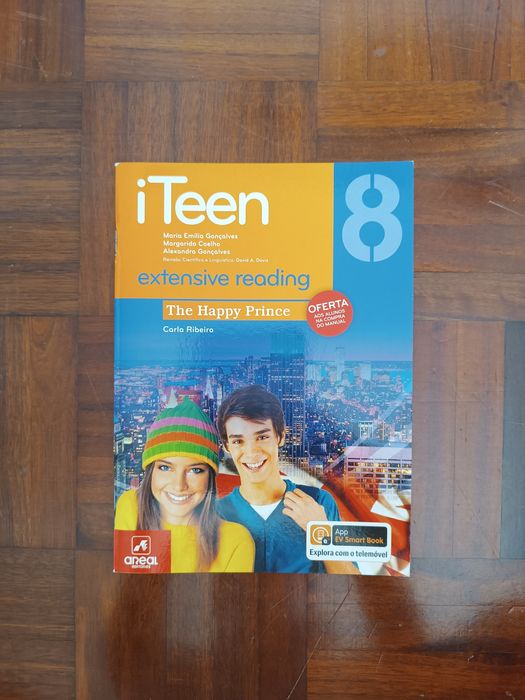 iTeen
8
Maria Emília Gonçalves
Margarida Coelho
Alexandra Gonçalves
Revisão Científica e Linguística: David A. Davis
extensive reading
The Happy Prince
Carla Ribeiro
OFERTA
AOS ALUNOS
NA COMPRA
DO MANUAL
App
EV Smart Book
Explora com o telemóvel
AREAL
EDITORES